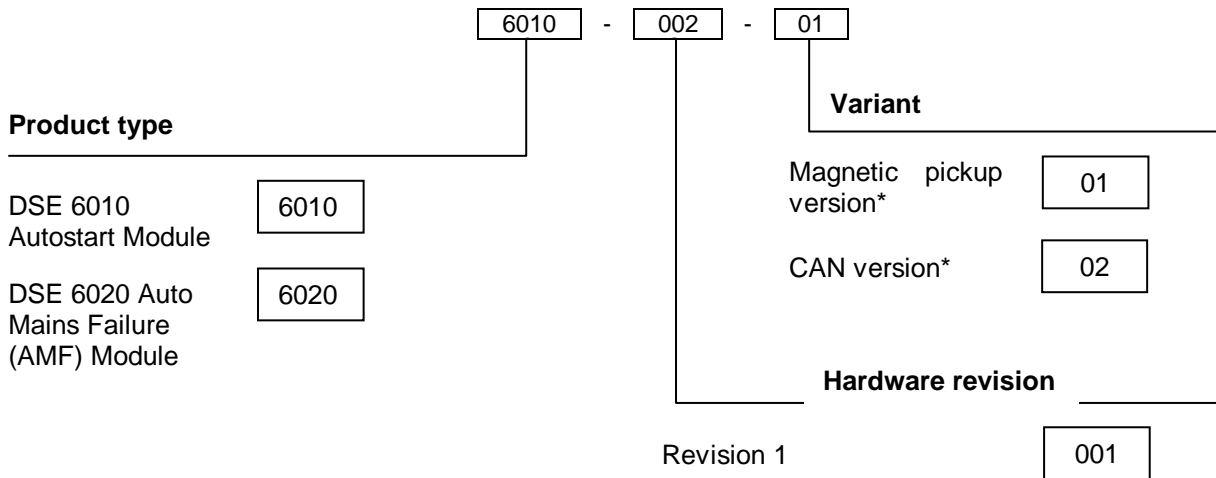 6010 - 002 - 01
Variant
Product type
Magnetic pickup
version*
01
DSE 6010
Autostart Module
6010
CAN version*
02
DSE 6020 Auto
Mains Failure
(AMF) Module
6020
Hardware revision
Revision 1
001